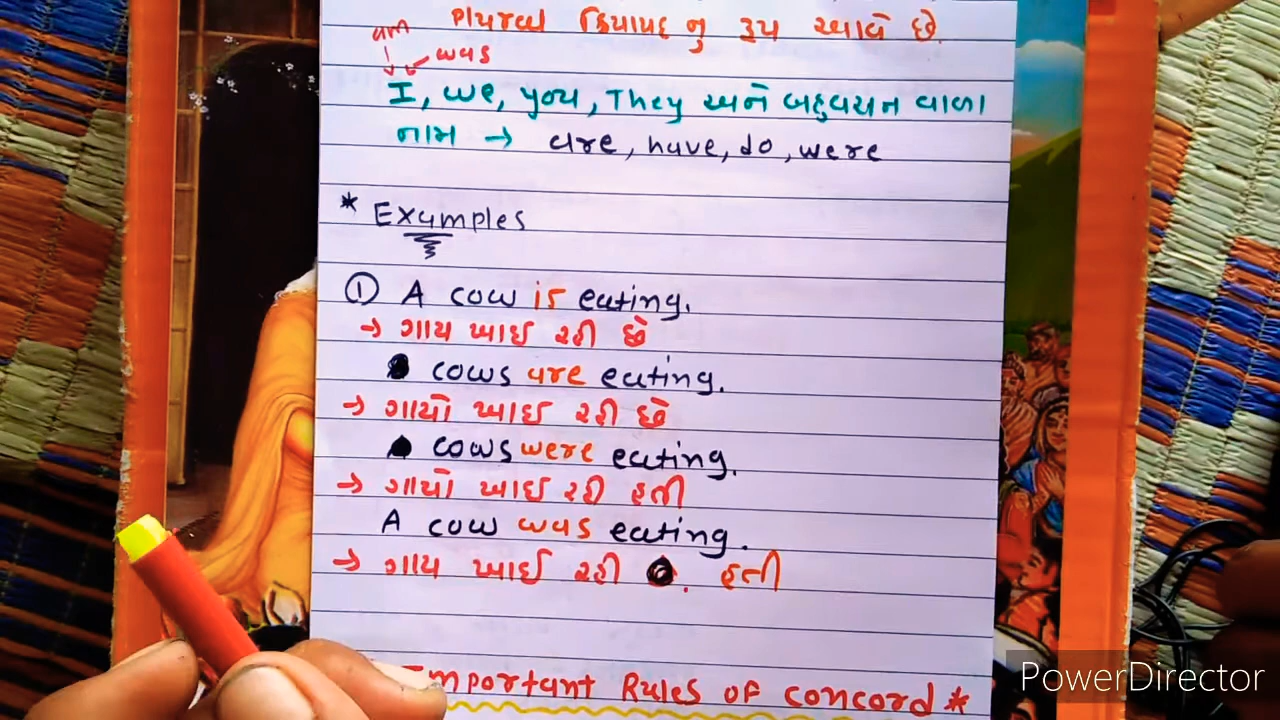 Plural ક્રિયાપદ નુ રૂપ આવે છે.
am
was
I, we, you, They અને બહુવચન વાળા
નામ → are, have, do, were
* Examples
① A cow is eating.
→ ગાય ખાઈ રહી છે
cows are eating.
→ ગાયો ખાઈ રહી છે
cows were eating.
→ ગાયો ખાઈ રહી હતી
A cow was eating.
→ ગાય ખાઈ રહી . હતી
Important Rules of concord *
PowerDirector